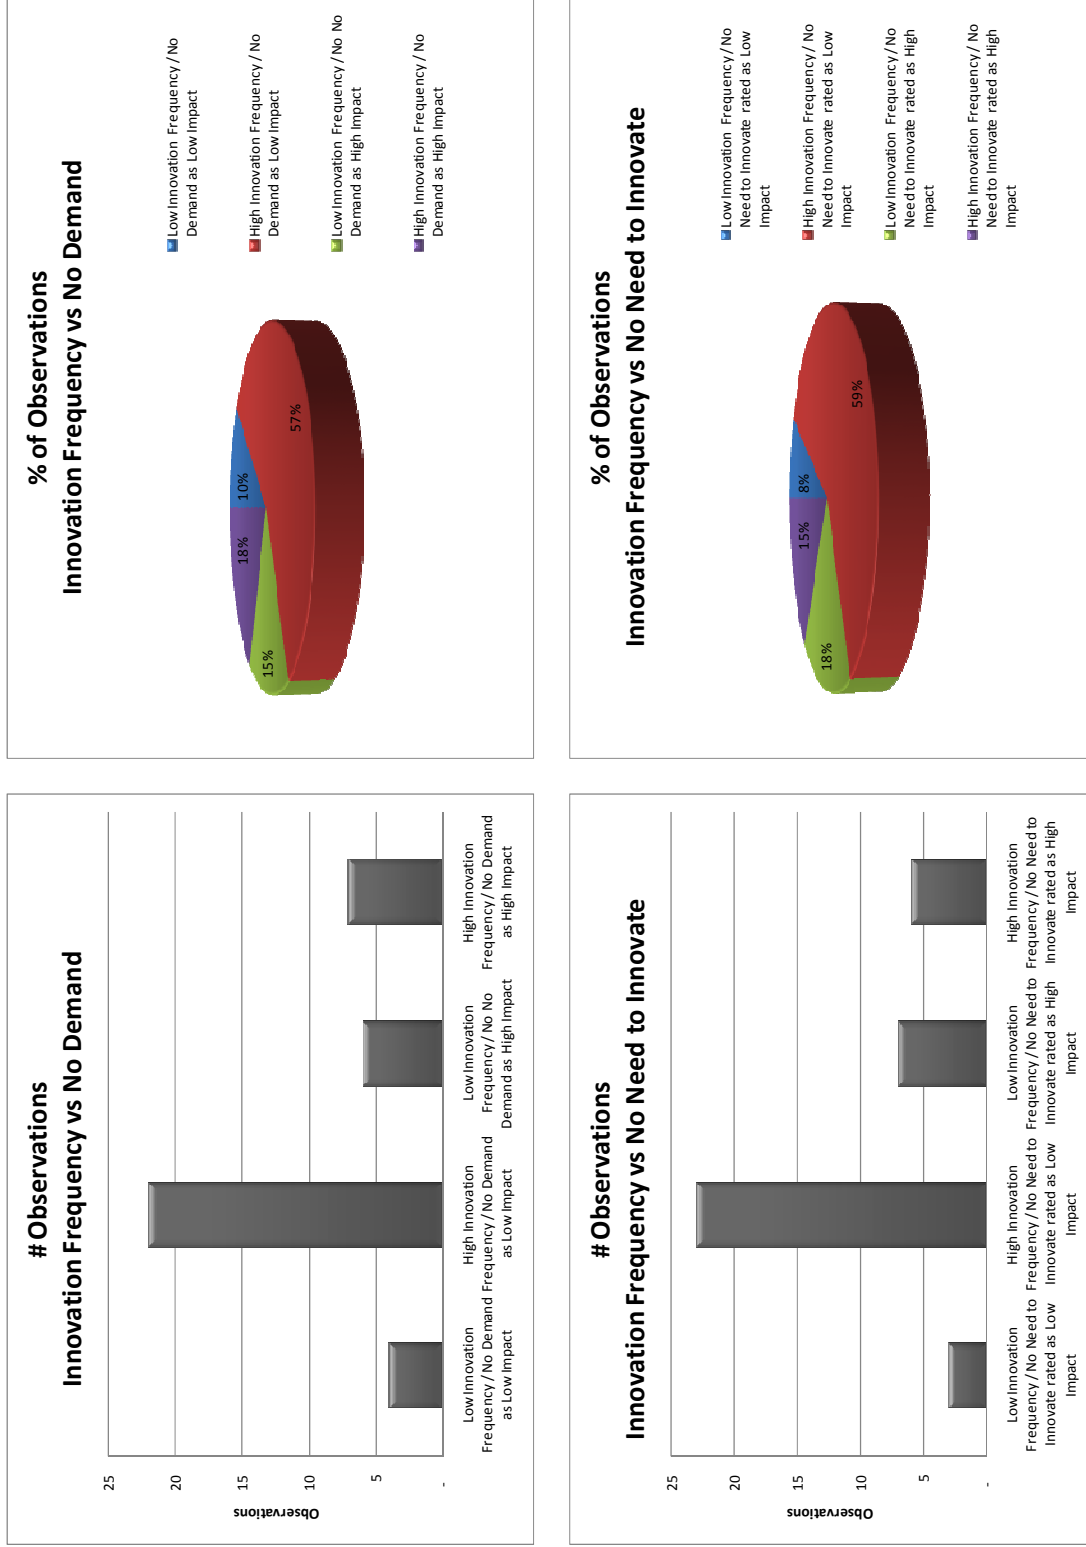 # Observations
Innovation Frequency vs No Demand
25
20
15
10
5
-
Observations
Low Innovation
Frequency / No Demand
as Low Impact
High Innovation
Frequency / No Demand
as Low Impact
Low Innovation
Frequency / No No
Demand as High Impact
High Innovation
Frequency / No Demand
as High Impact
% of Observations
Innovation Frequency vs No Demand
10%
57%
15%
18%
Low Innovation Frequency / No
Demand as Low Impact
High Innovation Frequency / No
Demand as Low Impact
Low Innovation Frequency / No No
Demand as High Impact
High Innovation Frequency / No
Demand as High Impact
# Observations
Innovation Frequency vs No Need to Innovate
25
20
15
10
5
-
Observations
Low Innovation
Frequency / No Need to
Innovate rated as Low
Impact
High Innovation
Frequency / No Need to
Innovate rated as Low
Impact
Low Innovation
Frequency / No Need to
Innovate rated as High
Impact
High Innovation
Frequency / No Need to
Innovate rated as High
Impact
% of Observations
Innovation Frequency vs No Need to Innovate
8%
59%
18%
15%
Low Innovation Frequency / No
Need to Innovate rated as Low
Impact
High Innovation Frequency / No
Need to Innovate rated as Low
Impact
Low Innovation Frequency / No
Need to Innovate rated as High
Impact
High Innovation Frequency / No
Need to Innovate rated as High
Impact